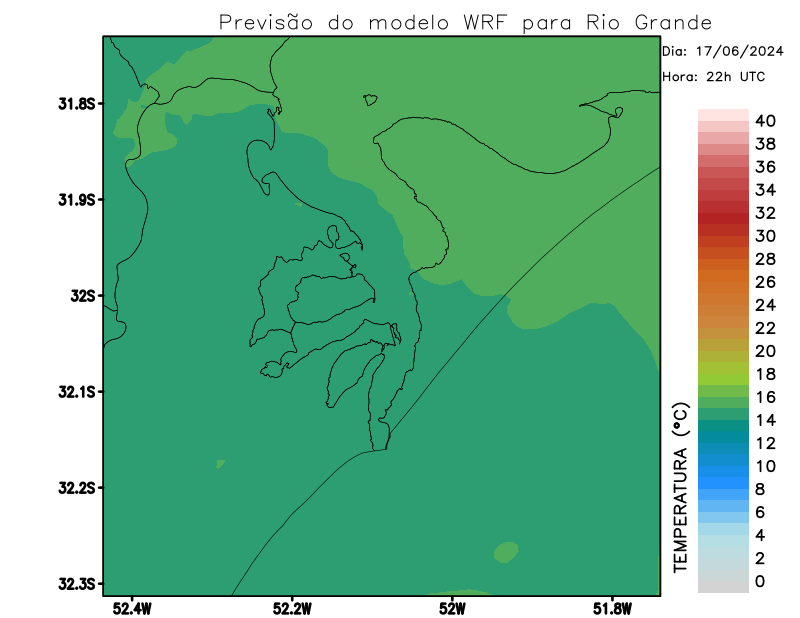 Previsão do modelo WRF para Rio Grande
Dia: 17/06/2024
Hora: 22h UTC
31.8S
31.9S
32S
32.1S
32.2S
32.3S
52.4W
52.2W
52W
51.8W
TEMPERATURA (°C)
40
38
36
34
32
30
28
26
24
22
20
18
16
14
12
10
8
6
4
2
0